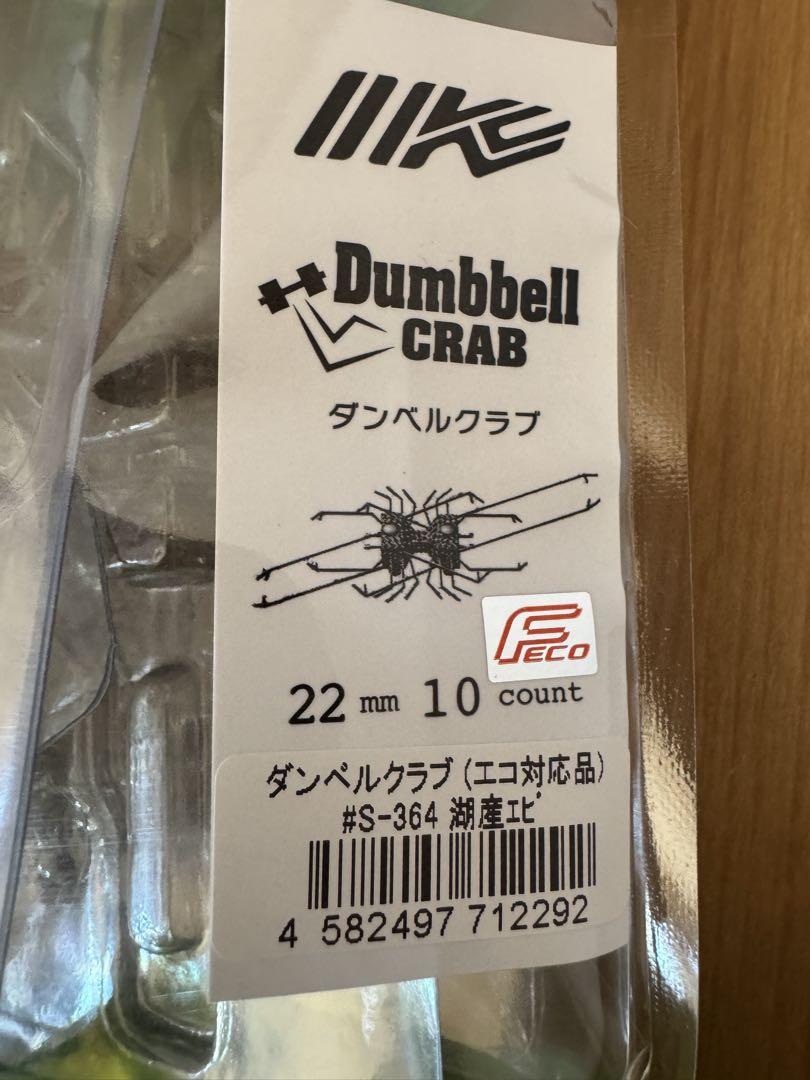 Dumbbell
CRAB
ダンベルクラブ
FECO
22 mm 10 count
ダンベルクラブ(エコ対応品)
#S-364 湖産エビ
4 582497 712292